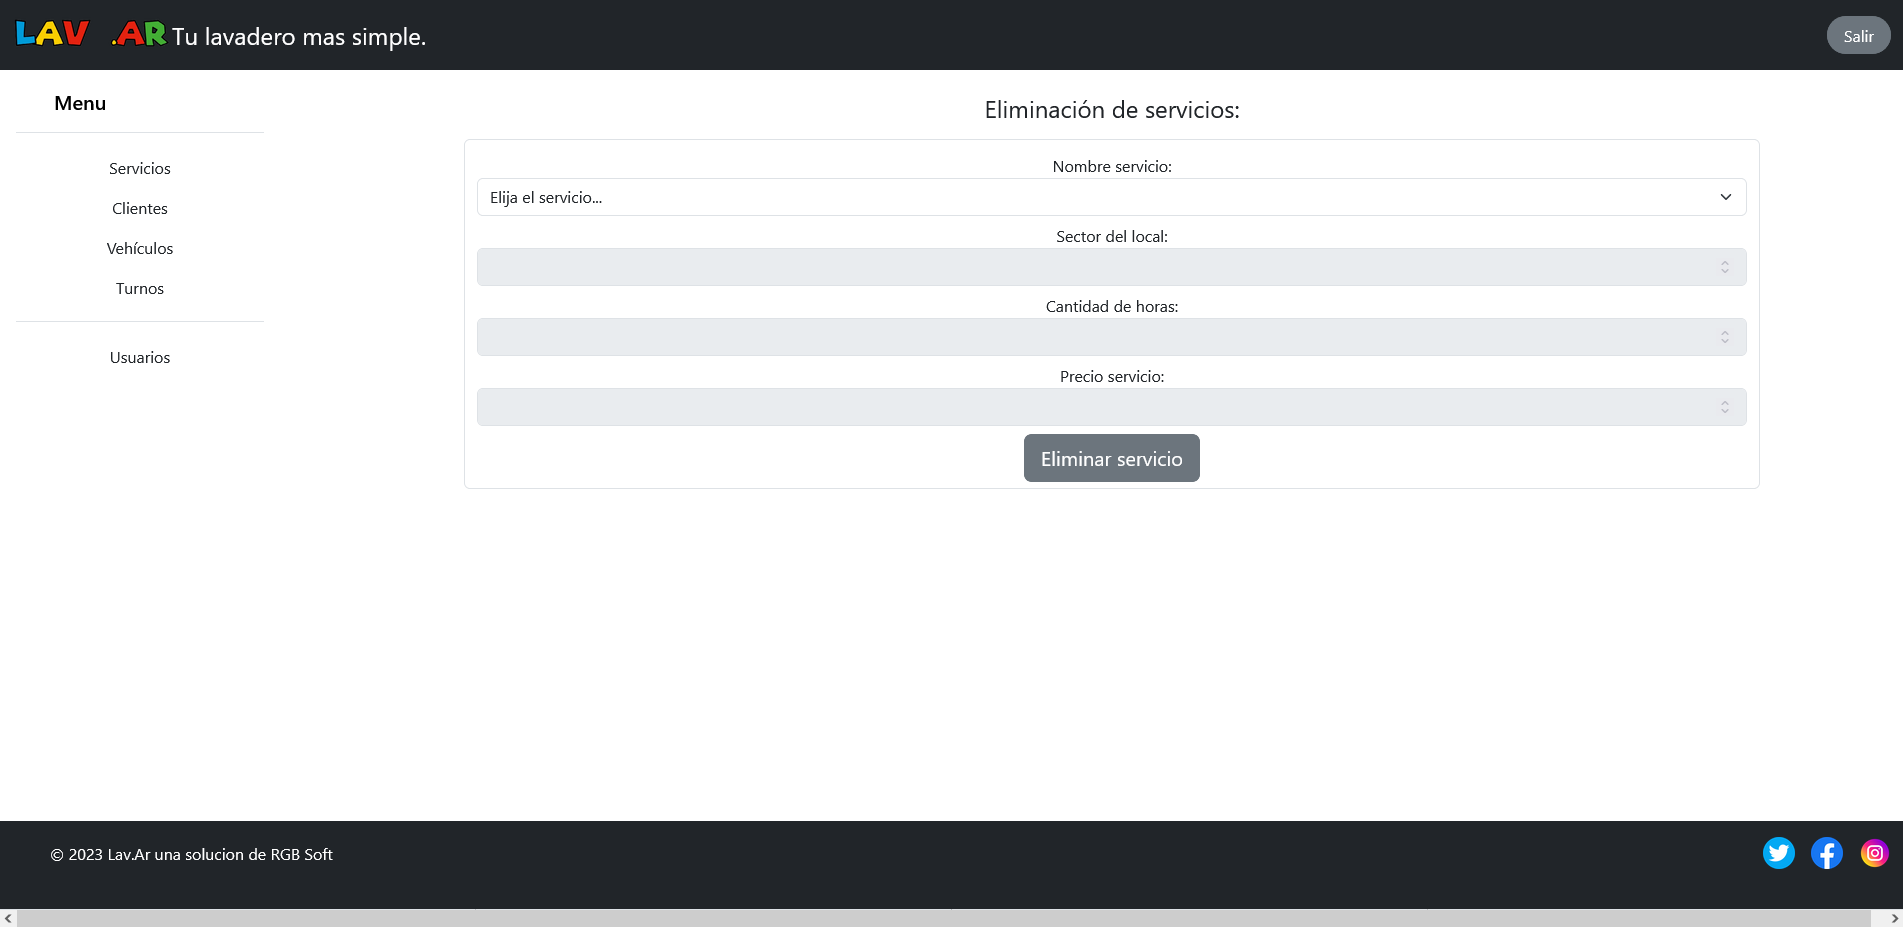 LAV .AR Tu lavadero mas simple.
Salir
Menu
Servicios
Clientes
Vehículos
Turnos
Usuarios
Eliminación de servicios:
Nombre servicio:
Elija el servicio...
Sector del local:
Cantidad de horas:
Precio servicio:
Eliminar servicio
© 2023 Lav.Ar una solucion de RGB Soft